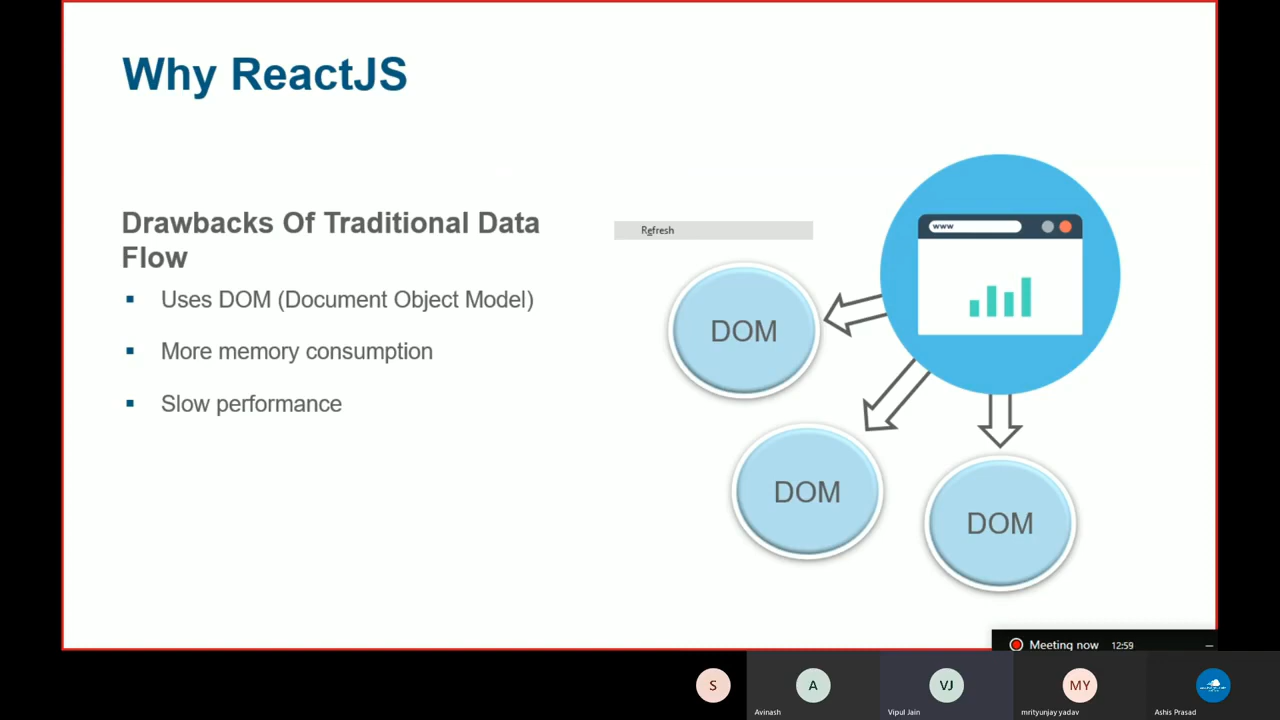 Why ReactJS
Drawbacks Of Traditional Data
Flow
Uses DOM (Document Object Model)
More memory consumption
Slow performance
Rgfresh
www
DOM
DOM
DOM
Meeting now 12:59
S
A
VJ
MY
Avinash
Vipul Jain
mrityunjay yadav
Ashis Prasad